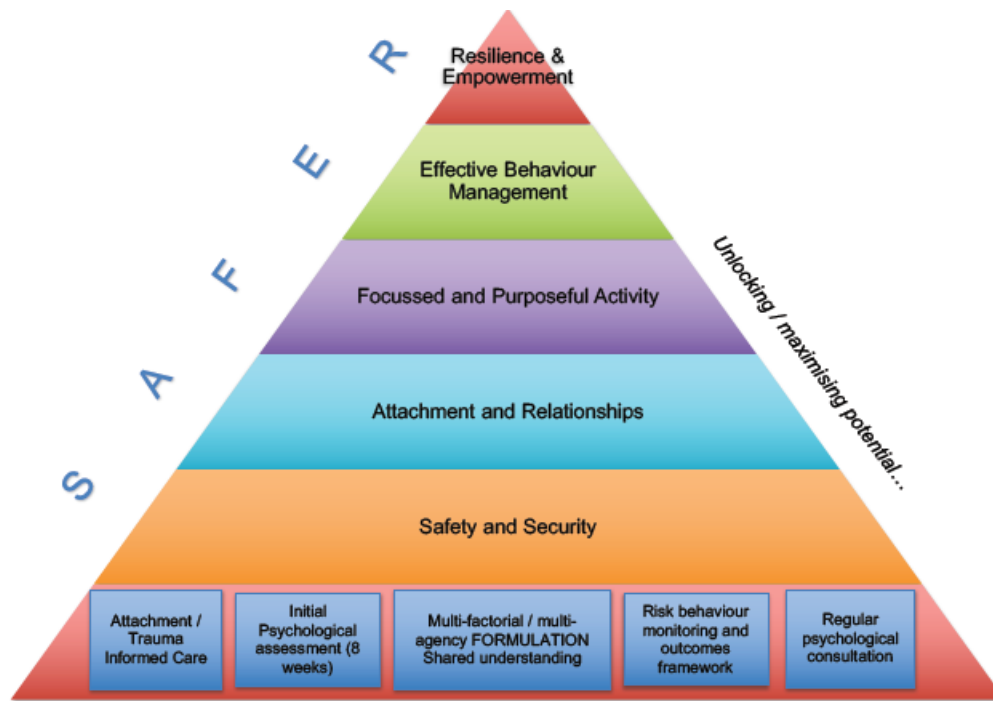 R
Resilience &
Empowerment
E
Effective Behaviour
Management
F
Focussed and Purposeful Activity
Unlocking / maximising potential...
A
Attachment and Relationships
S
Safety and Security
Attachment /
Trauma
Informed Care
Initial
Psychological
assessment (8
weeks)
Multi-factorial / multi-
agency FORMULATION
Shared understanding
Risk behaviour
monitoring and
outcomes
framework
Regular
psychological
consultation